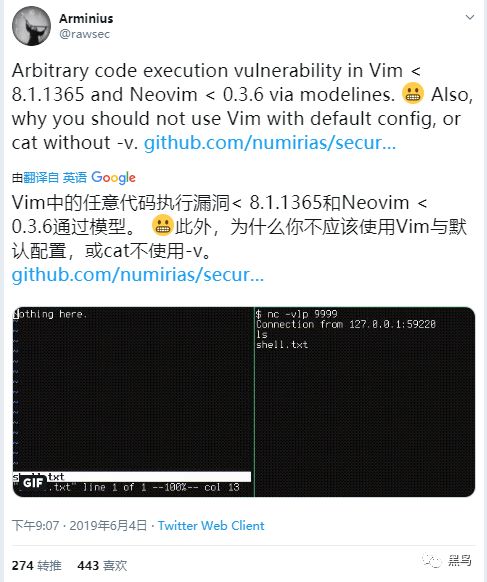 Arminius
@rawsec
Arbitrary code execution vulnerability in Vim <
8.1.1365 and Neovim < 0.3.6 via modelines. 😬 Also,
why you should not use Vim with default config, or
cat without -v. github.com/numirias/secur...
由翻译自 英语 Google
Vim中的任意代码执行漏洞< 8.1.1365和Neovim <
0.3.6通过模型。 😬此外，为什么你不应该使用Vim与默
认配置，或cat不使用-v。
github.com/numirias/secur...
Nothing here.
$ nc -vlp 9999
Connection from 127.0.0.1:59220
ls
shell.txt
GIF
.txt" line 1 of 1 --100%-- col 13
下午9:07 · 2019年6月4日 · Twitter Web Client
274 转推 443 喜欢
黑鸟